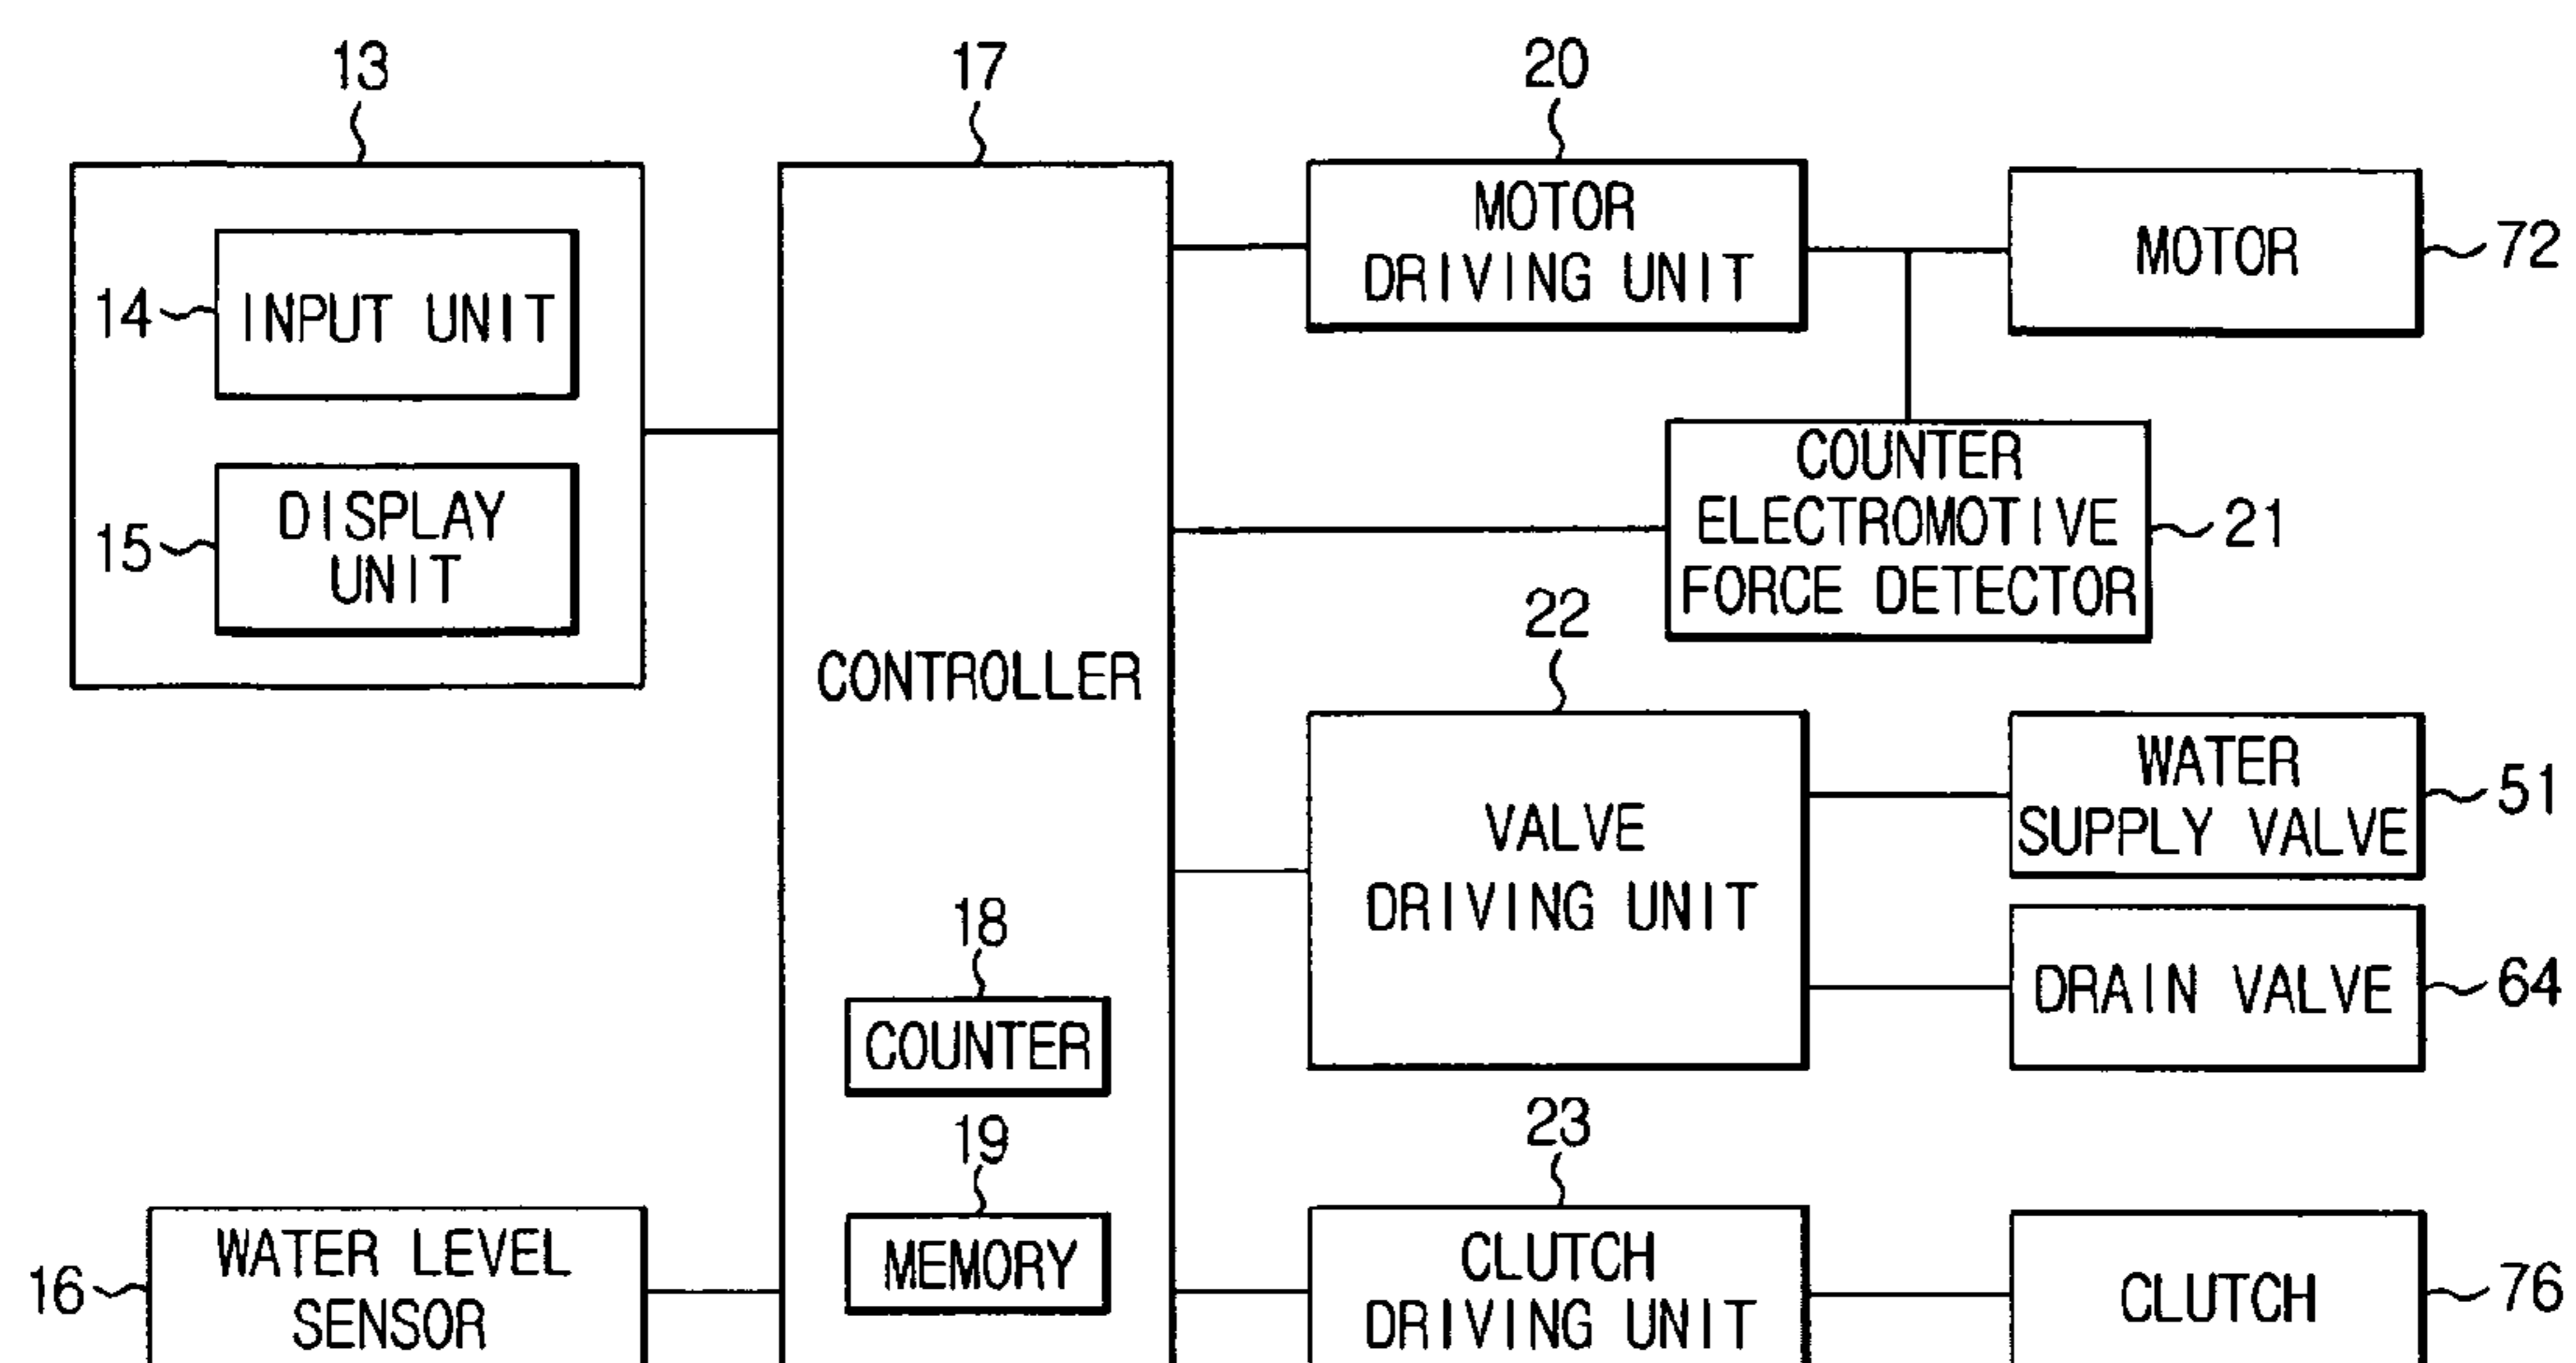 13
17
20
14
INPUT UNIT
15
DISPLAY
UNIT
CONTROLLER
18
COUNTER
19
MEMORY
16
WATER LEVEL
SENSOR
MOTOR
DRIVING UNIT
MOTOR
72
COUNTER
ELECTROMOTIVE
FORCE DETECTOR
21
22
VALVE
DRIVING UNIT
WATER
SUPPLY VALVE
51
DRAIN VALVE
64
23
CLUTCH
DRIVING UNIT
CLUTCH
76